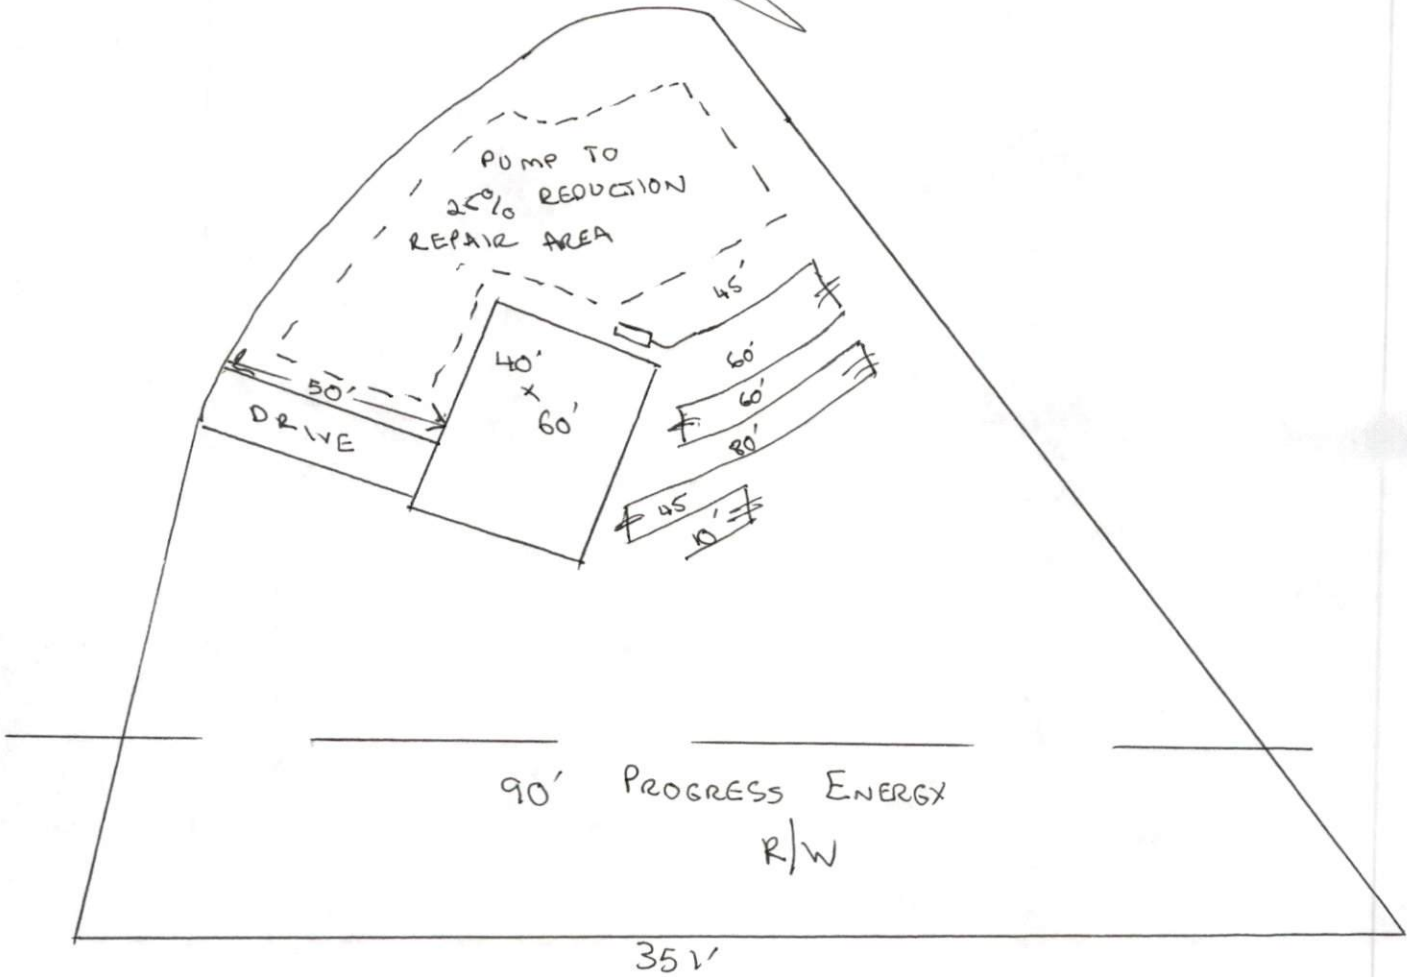 PUMP TO
25% REDUCTION
REPAIR AREA
45'
40'
x
60'
60'
60'
50'
DRIVE
80'
45
10'
90' PROGRESS ENERGY
R/W
351'